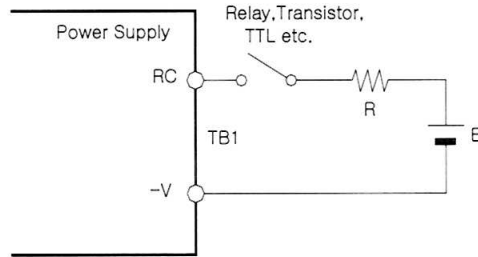 Relay,Transistor,
TTL etc.
Power Supply
RC
R
TB1
E
-V